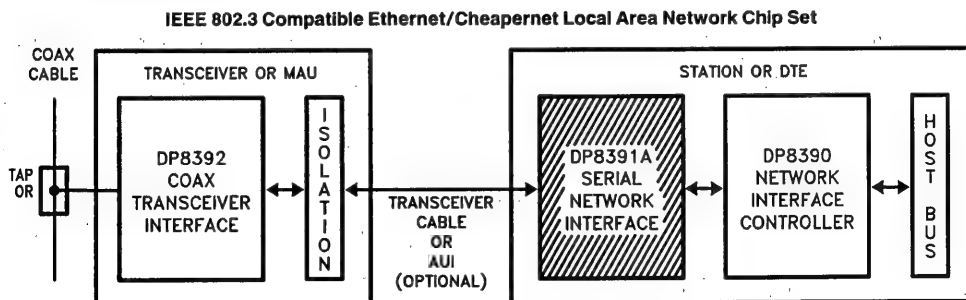 IEEE 802.3 Compatible Ethernet/Cheapernet Local Area Network Chip Set
COAX
CABLE
TAP
OR
TRANSCEIVER OR MAU
DP8392
COAX
TRANSCEIVER
INTERFACE
ISOLATION
TRANSCEIVER
CABLE
OR
AUI
(OPTIONAL)
STATION OR DTE
DP8391A
SERIAL
NETWORK
INTERFACE
DP8390
NETWORK
INTERFACE
CONTROLLER
HOST BUS